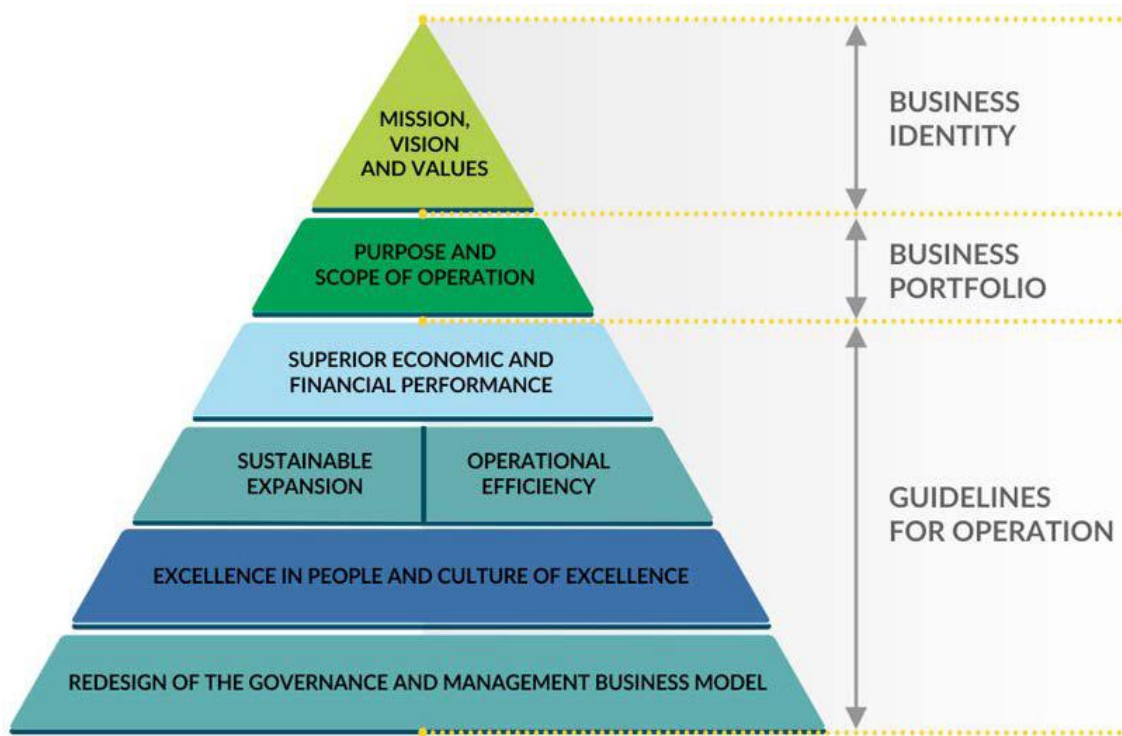 MISSION,
VISION
AND VALUES
BUSINESS
IDENTITY
PURPOSE AND
SCOPE OF OPERATION
BUSINESS
PORTFOLIO
SUPERIOR ECONOMIC AND
FINANCIAL PERFORMANCE
SUSTAINABLE
EXPANSION
OPERATIONAL
EFFICIENCY
GUIDELINES
FOR OPERATION
EXCELLENCE IN PEOPLE AND CULTURE OF EXCELLENCE
REDESIGN OF THE GOVERNANCE AND MANAGEMENT BUSINESS MODEL